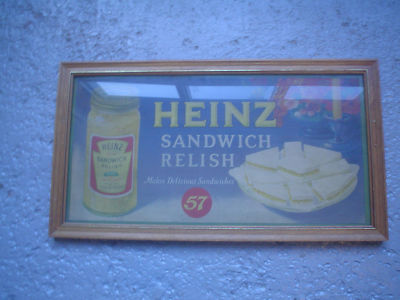 HEINZ
SANDWICH
RELISH
Makes Delicious Sandwiches
57
HEINZ
SANDWICH
RELISH